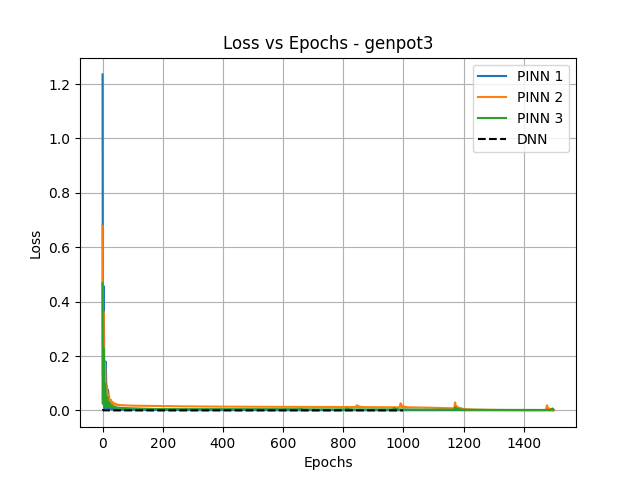 Loss vs Epochs - genpot3
PINN 1
PINN 2
PINN 3
DNN
Loss
1.2
1.0
0.8
0.6
0.4
0.2
0.0
0 200 400 600 800 1000 1200 1400
Epochs